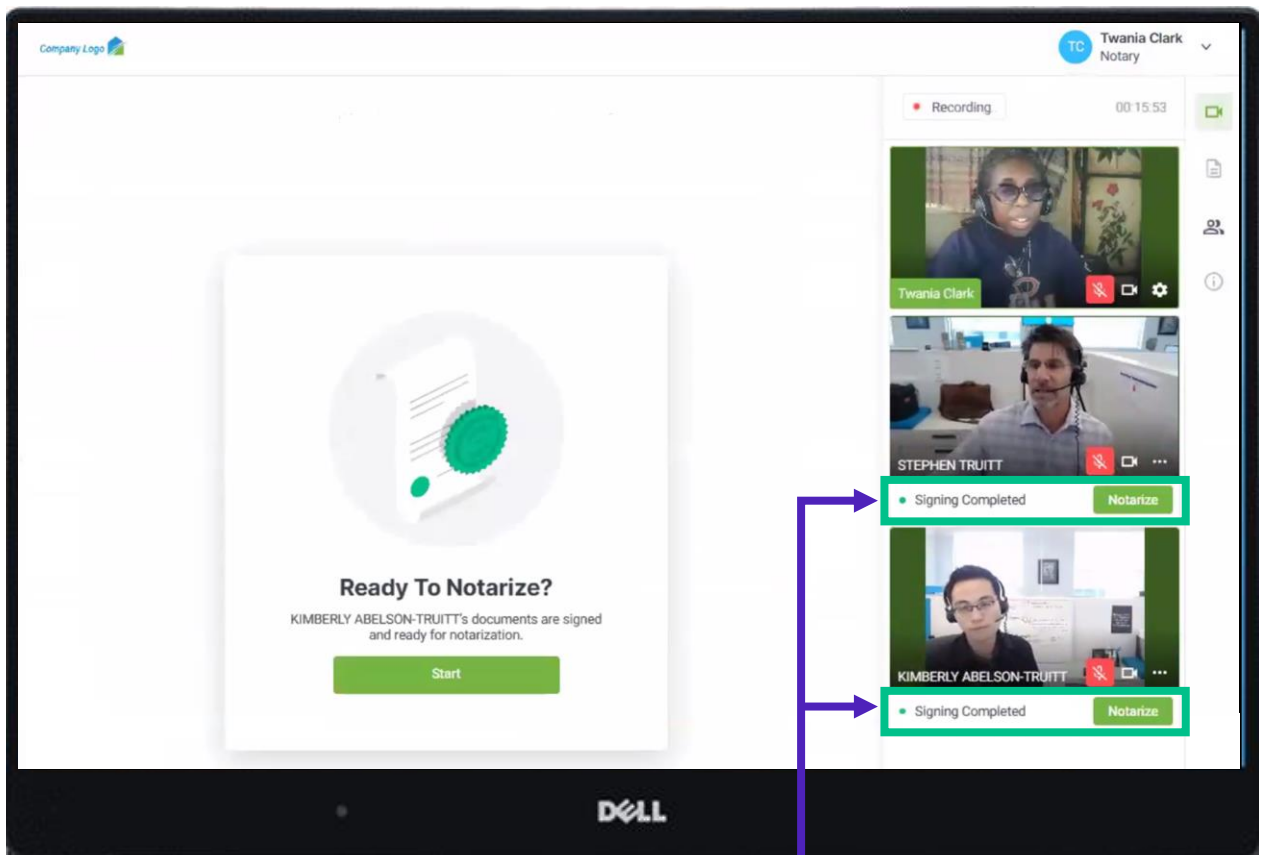 Company Logo
TC
Twania Clark
Notary
Recording
00:15:53
Twania Clark
STEPHEN TRUITT
Signing Completed
Notarize
Ready To Notarize?
KIMBERLY ABELSON-TRUITT's documents are signed
and ready for notarization.
Start
KIMBERLY ABELSON-TRUITT
Signing Completed
Notarize
DELL